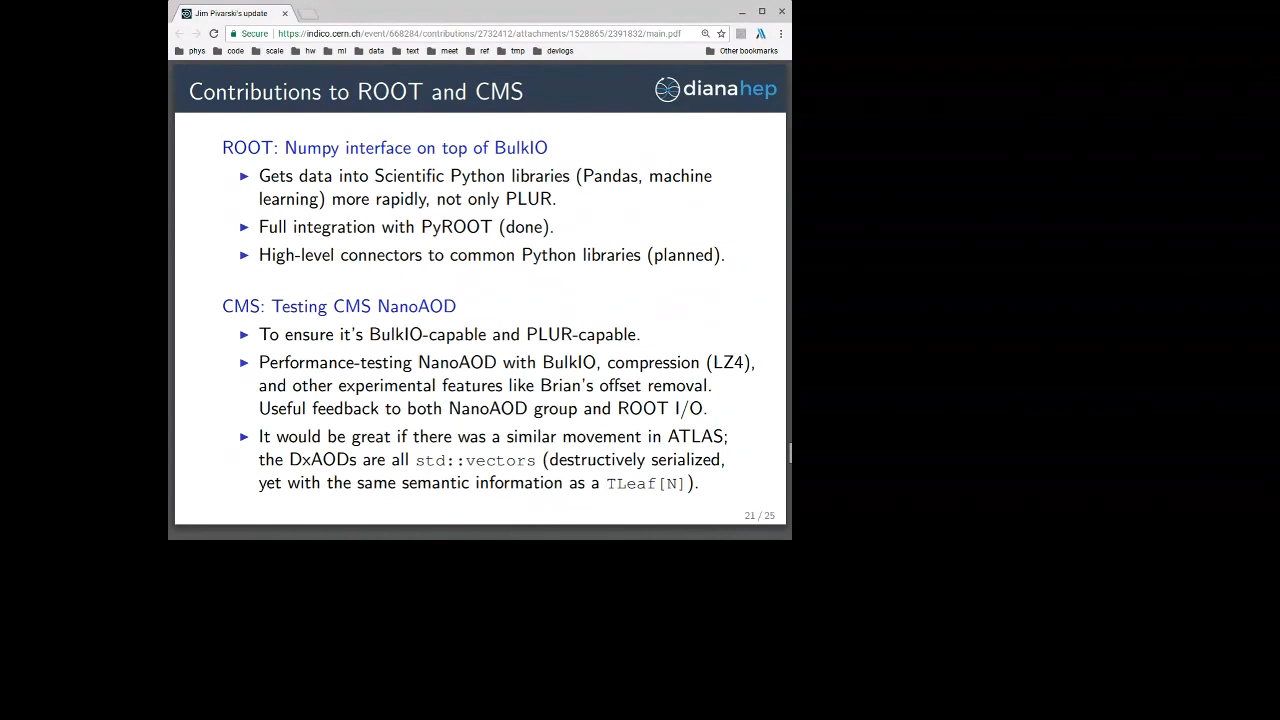 Jim Pivarski's update
Secure https://indico.cern.ch/event/668284/contributions/2732412/attachments/1528865/2391832/main.pdf
phys code scale hw ml data text meet ref tmp devlogs Other bookmarks
Contributions to ROOT and CMS
dianahep
ROOT: Numpy interface on top of BulkIO
► Gets data into Scientific Python libraries (Pandas, machine
learning) more rapidly, not only PLUR.
► Full integration with PyROOT (done).
► High-level connectors to common Python libraries (planned).
CMS: Testing CMS NanoAOD
► To ensure it's BulkIO-capable and PLUR-capable.
► Performance-testing NanoAOD with BulkIO, compression (LZ4),
and other experimental features like Brian's offset removal.
Useful feedback to both NanoAOD group and ROOT I/O.
► It would be great if there was a similar movement in ATLAS;
the DxAODs are all std::vectors (destructively serialized,
yet with the same semantic information as a TLeaf[N]).
21 / 25